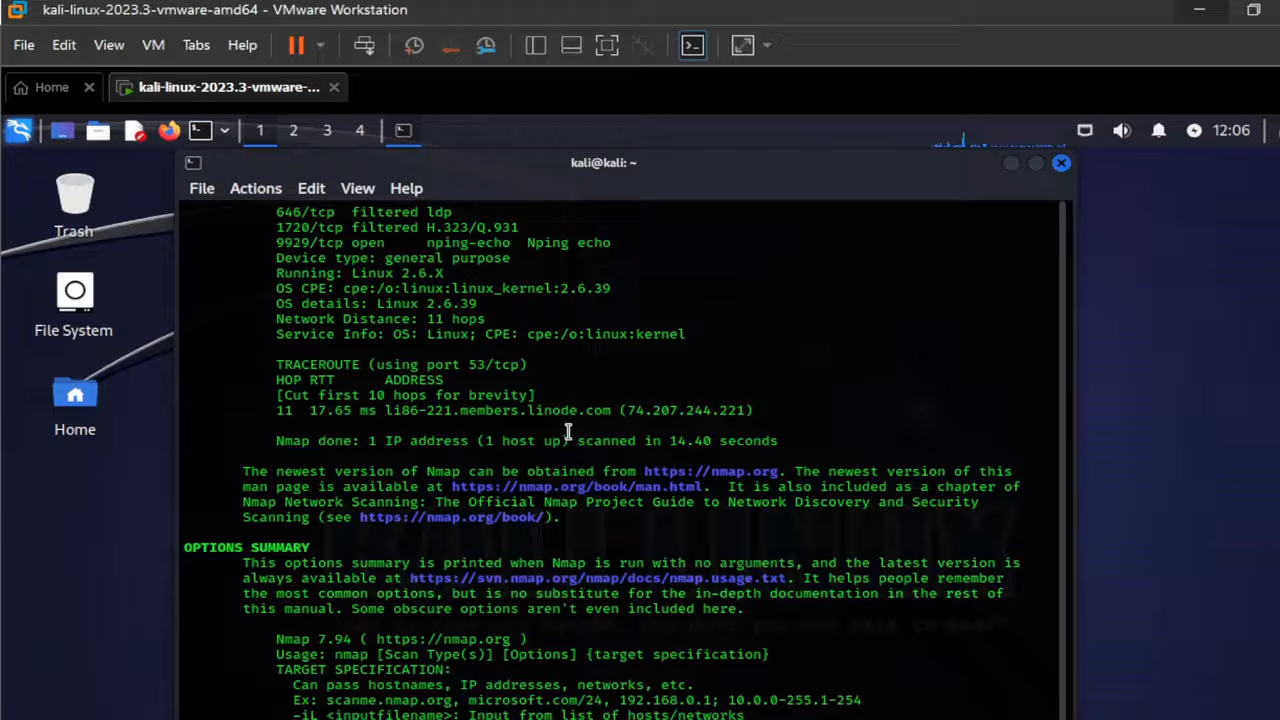 kali-linux-2023.3-vmware-amd64 - VMware Workstation
File Edit View VM Tabs Help
Home kali-linux-2023.3-vmware-...
1 2 3 4 12:06
kali@kali: ~
File Actions Edit View Help
Trash
File System
Home
646/tcp  filtered ldp
1720/tcp filtered H.323/Q.931
9929/tcp open     nping-echo  Nping echo
Device type: general purpose
Running: Linux 2.6.X
OS CPE: cpe:/o:linux:linux_kernel:2.6.39
OS details: Linux 2.6.39
Network Distance: 11 hops
Service Info: OS: Linux; CPE: cpe:/o:linux:kernel
TRACEROUTE (using port 53/tcp)
HOP RTT      ADDRESS
[Cut first 10 hops for brevity]
11  17.65 ms li86-221.members.linode.com (74.207.244.221)
Nmap done: 1 IP address (1 host up) scanned in 14.40 seconds
The newest version of Nmap can be obtained from https://nmap.org. The newest version of this
man page is available at https://nmap.org/book/man.html.  It is also included as a chapter of
Nmap Network Scanning: The Official Nmap Project Guide to Network Discovery and Security
Scanning (see https://nmap.org/book/).
OPTIONS SUMMARY
This options summary is printed when Nmap is run with no arguments, and the latest version is
always available at https://svn.nmap.org/nmap/docs/nmap.usage.txt. It helps people remember
the most common options, but is no substitute for the in-depth documentation in the rest of
this manual. Some obscure options aren't even included here.
Nmap 7.94 ( https://nmap.org )
Usage: nmap [Scan Type(s)] [Options] {target specification}
TARGET SPECIFICATION:
Can pass hostnames, IP addresses, networks, etc.
Ex: scanme.nmap.org, microsoft.com/24, 192.168.0.1; 10.0.0-255.1-254
-iL <inputfilename>: Input from list of hosts/networks